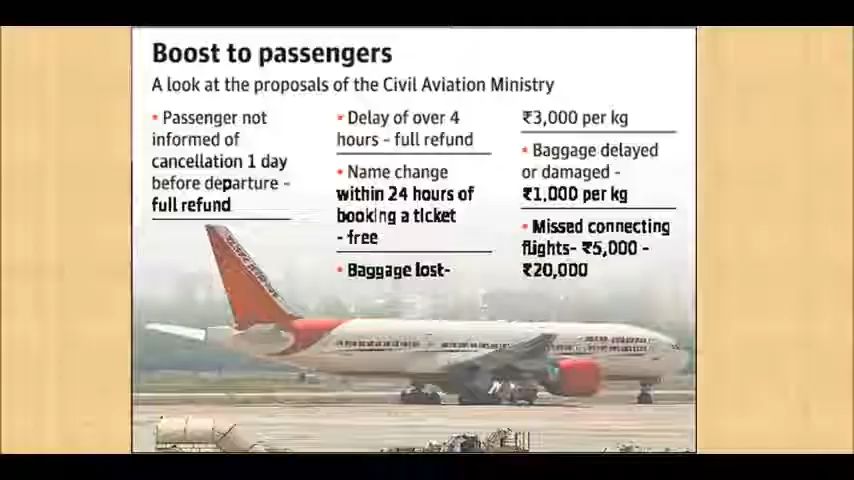 Boost to passengers
A look at the proposals of the Civil Aviation Ministry
• Passenger not
informed of
cancellation 1 day
before departure -
full refund
• Delay of over 4
hours - full refund
• Name change
within 24 hours of
booking a ticket
- free
• Baggage lost-
₹3,000 per kg
• Baggage delayed
or damaged -
₹1,000 per kg
• Missed connecting
flights- ₹5,000 -
₹20,000